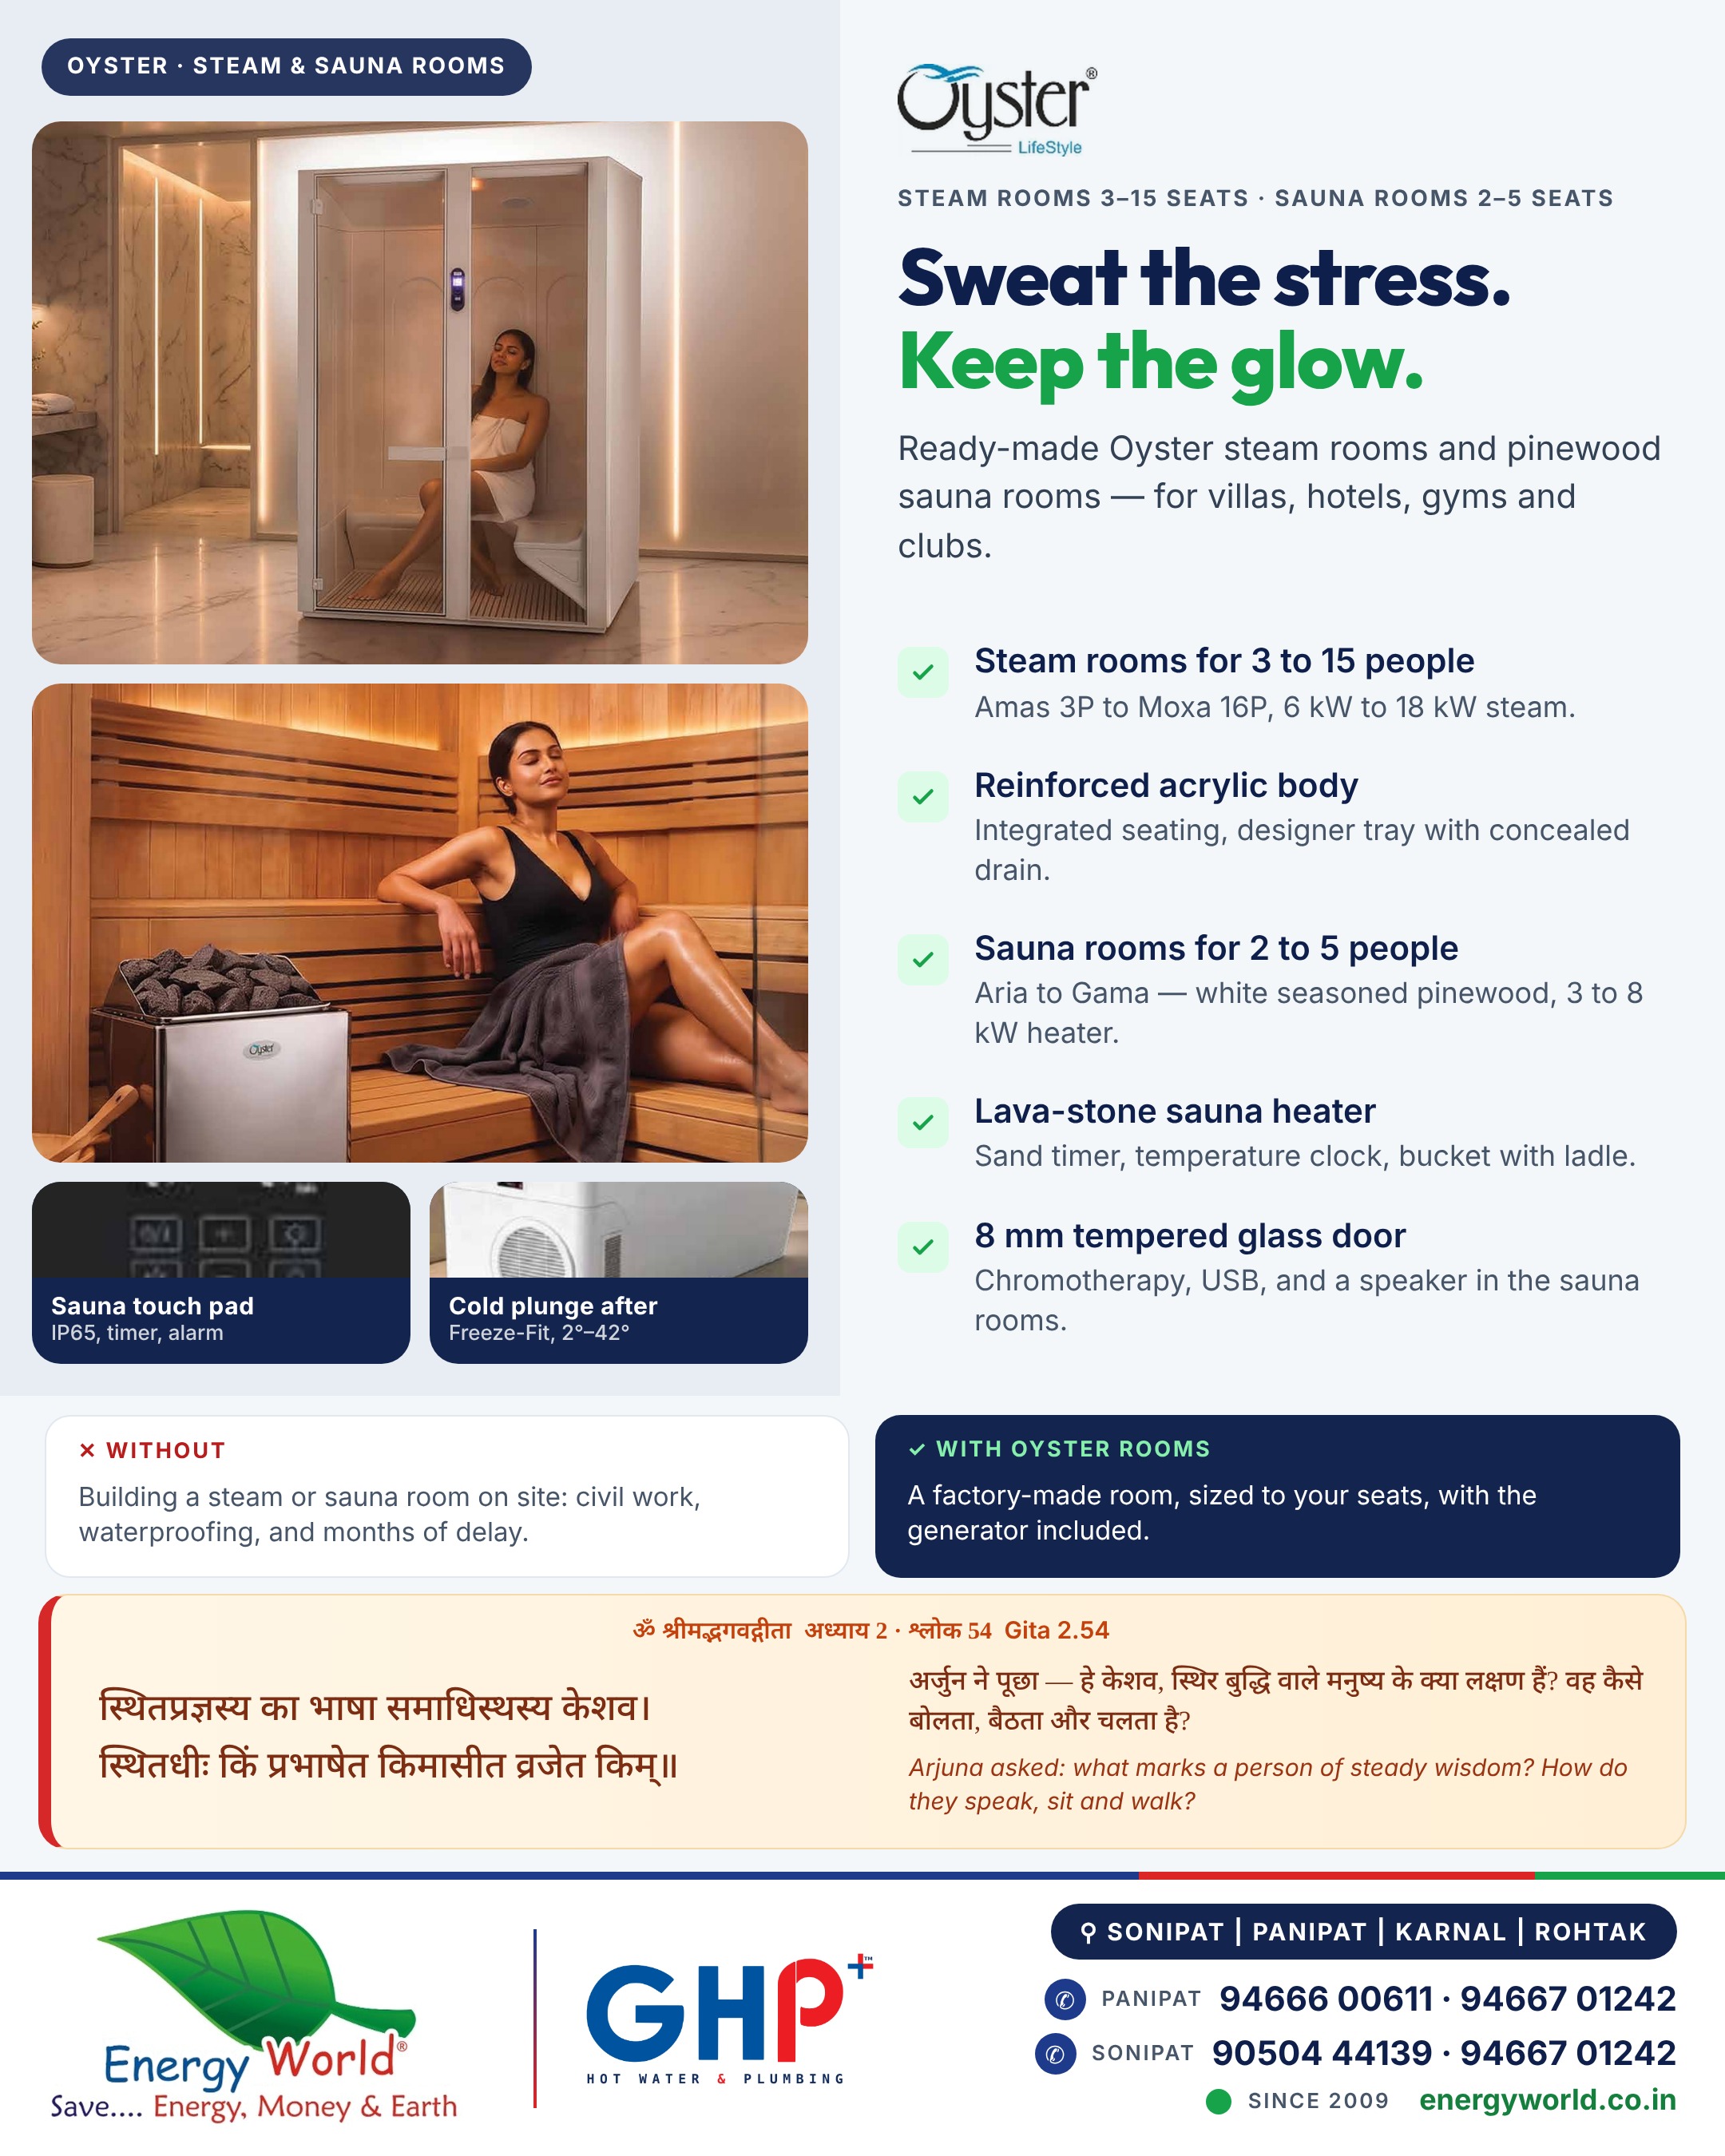 OYSTER · STEAM & SAUNA ROOMS
Oyster®
LifeStyle
STEAM ROOMS 3–15 SEATS · SAUNA ROOMS 2–5 SEATS
Sweat the stress.
Keep the glow.
Ready-made Oyster steam rooms and pinewood
sauna rooms — for villas, hotels, gyms and
clubs.
✓ Steam rooms for 3 to 15 people
Amas 3P to Moxa 16P, 6 kW to 18 kW steam.
✓ Reinforced acrylic body
Integrated seating, designer tray with concealed
drain.
✓ Sauna rooms for 2 to 5 people
Aria to Gama — white seasoned pinewood, 3 to 8
kW heater.
✓ Lava-stone sauna heater
Sand timer, temperature clock, bucket with ladle.
✓ 8 mm tempered glass door
Chromotherapy, USB, and a speaker in the sauna
rooms.
Oyster
Sauna touch pad
IP65, timer, alarm
Cold plunge after
Freeze-Fit, 2°–42°
✕ WITHOUT
Building a steam or sauna room on site: civil work,
waterproofing, and months of delay.
✓ WITH OYSTER ROOMS
A factory-made room, sized to your seats, with the
generator included.
ॐ श्रीमद्भगवद्गीता अध्याय 2 · श्लोक 54 Gita 2.54
स्थितप्रज्ञस्य का भाषा समाधिस्थस्य केशव।
स्थितधीः किं प्रभाषेत किमासीत व्रजेत किम्॥
अर्जुन ने पूछा — हे केशव, स्थिर बुद्धि वाले मनुष्य के क्या लक्षण हैं? वह कैसे
बोलता, बैठता और चलता है?
Arjuna asked: what marks a person of steady wisdom? How do
they speak, sit and walk?
Energy World®
Save.... Energy, Money & Earth
GHP+™
HOT WATER & PLUMBING
SONIPAT | PANIPAT | KARNAL | ROHTAK
PANIPAT 94666 00611 · 94667 01242
SONIPAT 90504 44139 · 94667 01242
SINCE 2009 energyworld.co.in